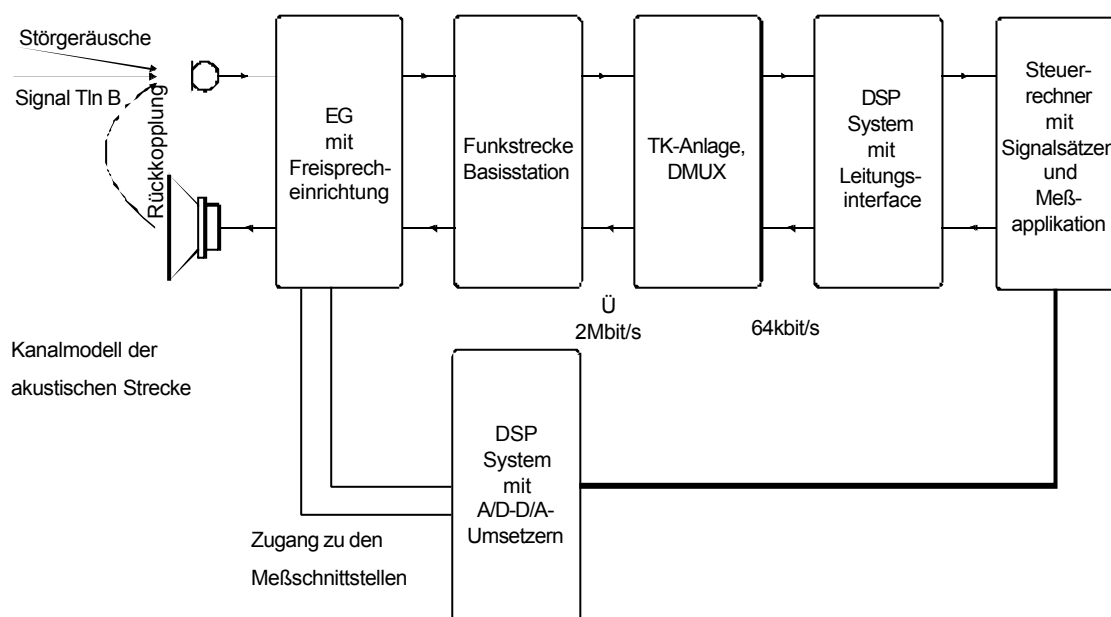 Störgeräusche
Signal Tln B
Rückkopplung
EG
mit
Freisprech-
einrichtung
Funkstrecke
Basisstation
TK-Anlage,
DMUX
DSP
System
mit
Leitungs-
interface
Steuer-
rechner
mit
Signalsätzen
und
Meß-
applikation
Ü
2Mbit/s
64kbit/s
Kanalmodell der
akustischen Strecke
DSP
System
mit
A/D-D/A-
Umsetzern
Zugang zu den
Meßschnittstellen